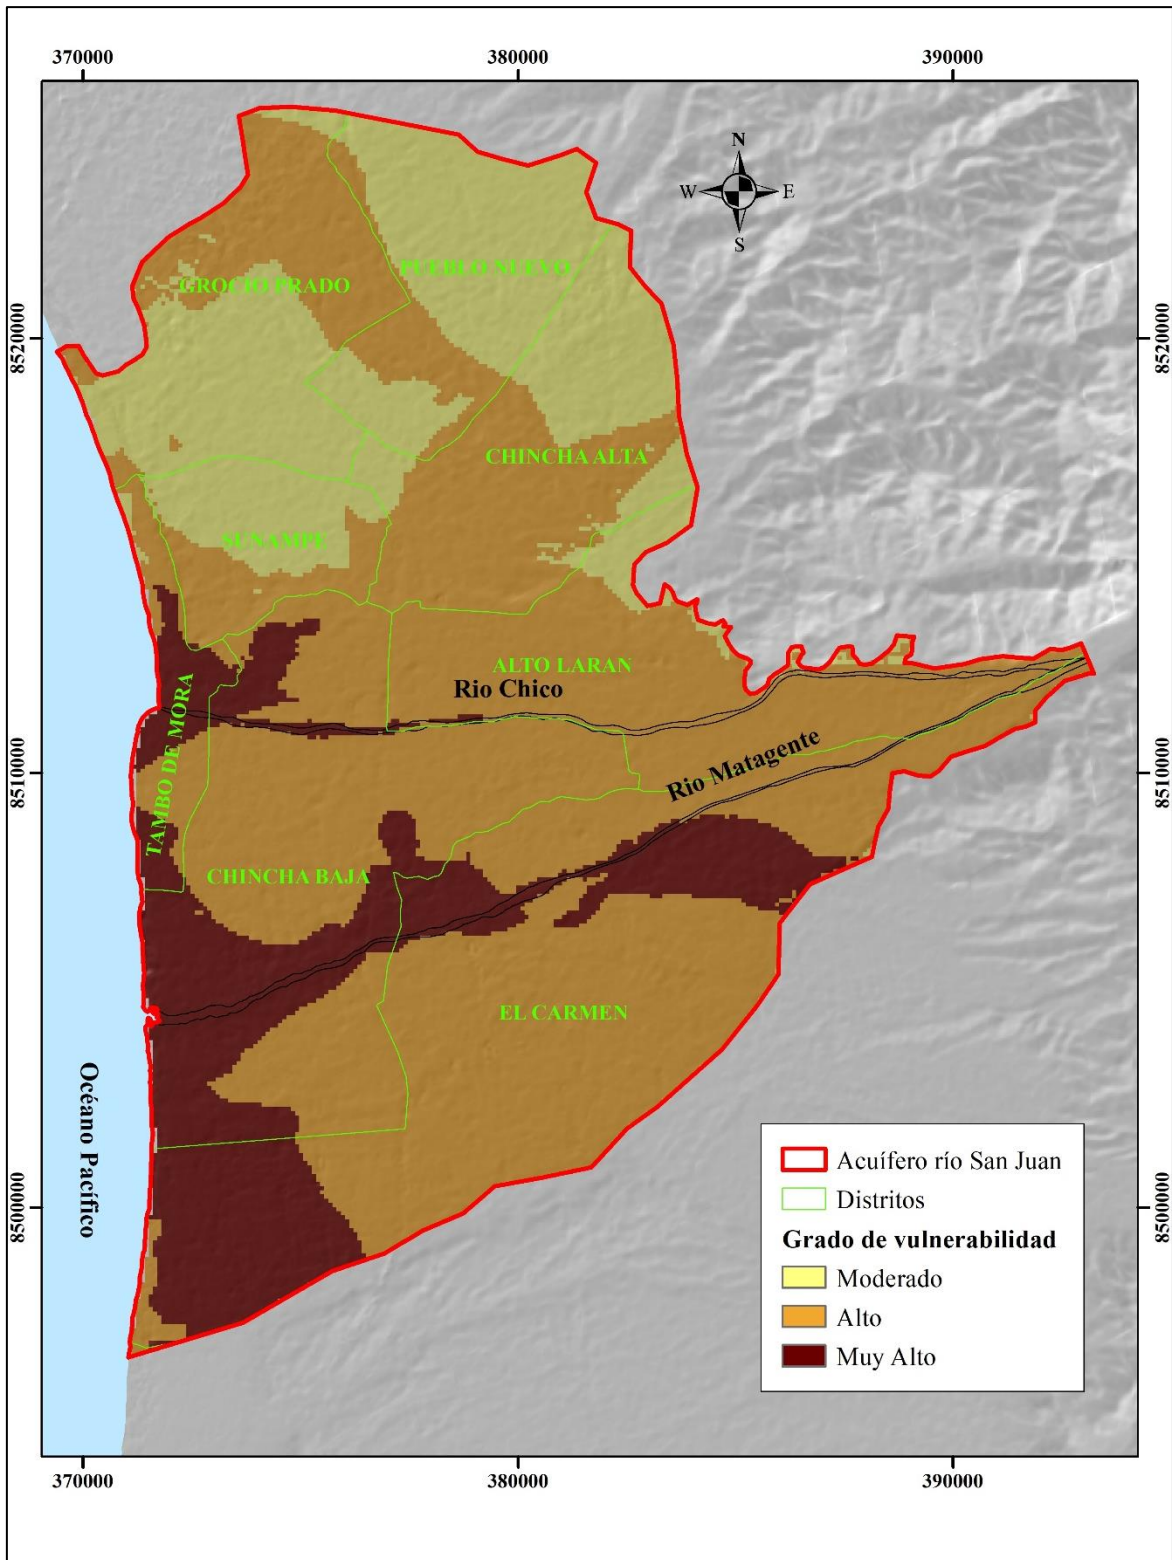 370000
380000
390000
N
W
E
S
PUEBLO NUEVO
GROCIO PRADO
8520000
8520000
CHINCHA ALTA
SUNAMPE
ALTO LARAN
Rio Chico
TAMBO DE MORA
Rio Matagente
8510000
8510000
CHINCHA BAJA
EL CARMEN
Océano Pacífico
Acuífero río San Juan
Distritos
Grado de vulnerabilidad
Moderado
Alto
Muy Alto
8500000
8500000
370000
380000
390000